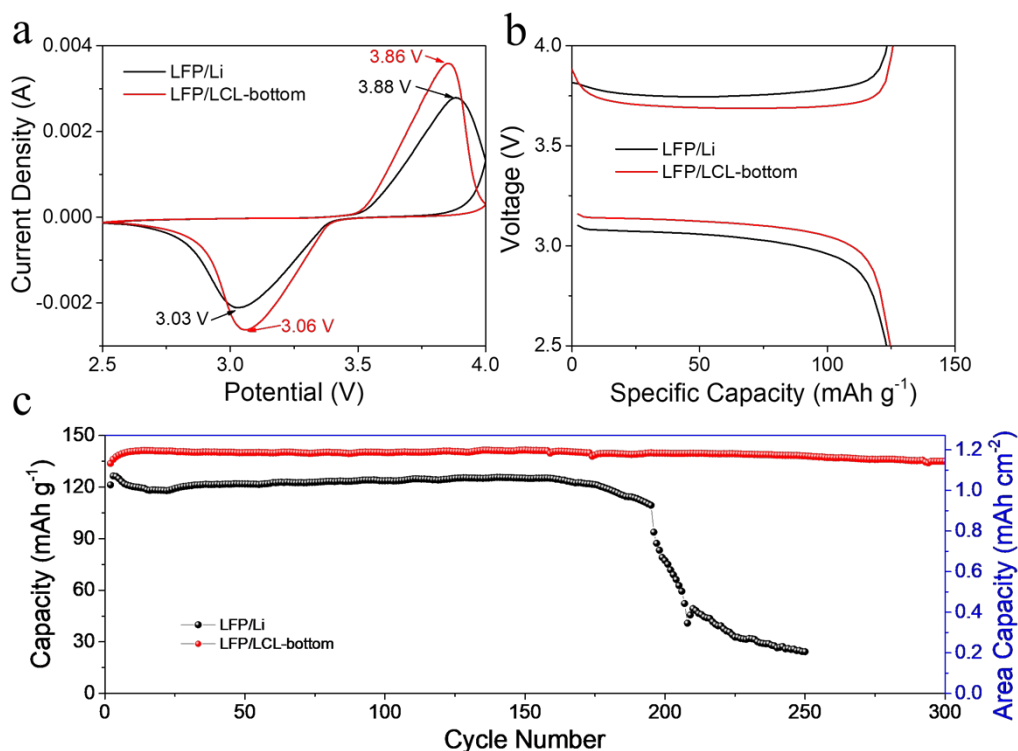 a
0.004
0.002
0.000
-0.002
Current Density (A)
LFP/Li
LFP/LCL-bottom
3.86 V
3.88 V
3.03 V
3.06 V
2.5 3.0 3.5 4.0
Potential (V)
b
4.0
3.5
3.0
2.5
Voltage (V)
LFP/Li
LFP/LCL-bottom
0 50 100 150
Specific Capacity (mAh g⁻¹)
c
150
120
90
60
30
0
Capacity (mAh g⁻¹)
LFP/Li
LFP/LCL-bottom
1.2
1.0
0.8
0.6
0.4
0.2
0.0
Area Capacity (mAh cm⁻²)
0 50 100 150 200 250 300
Cycle Number